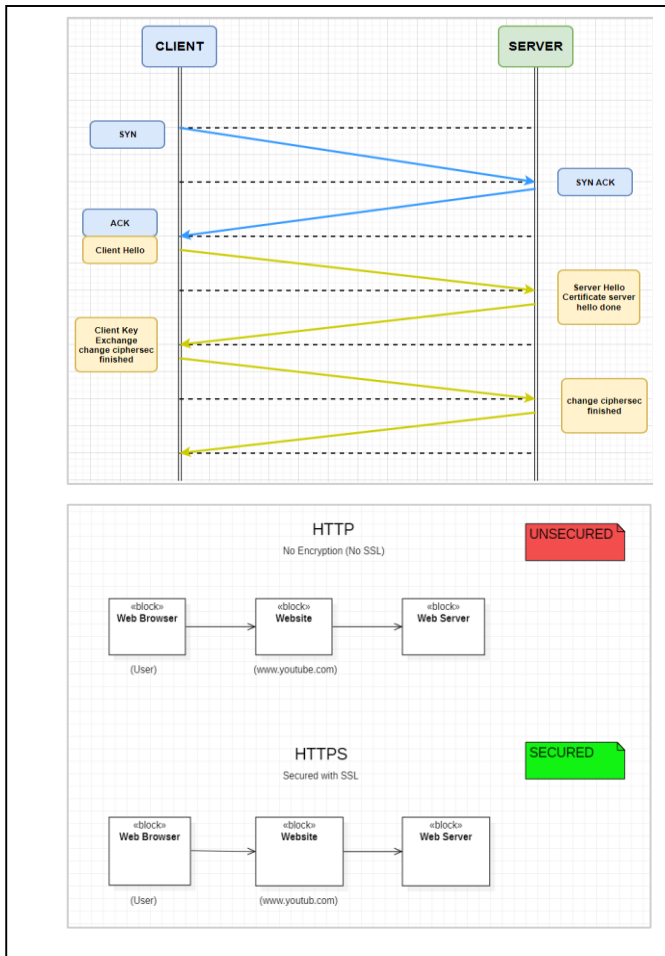 CLIENT
SERVER
SYN
SYN ACK
ACK
Client Hello
Server Hello
Certificate server
hello done
Client Key
Exchange
change ciphersec
finished
change ciphersec
finished
HTTP
No Encryption (No SSL)
UNSECURED
«block»
Web Browser
«block»
Website
«block»
Web Server
(User)
(www.youtube.com)
HTTPS
Secured with SSL
SECURED
«block»
Web Browser
«block»
Website
«block»
Web Server
(User)
(www.youtub.com)